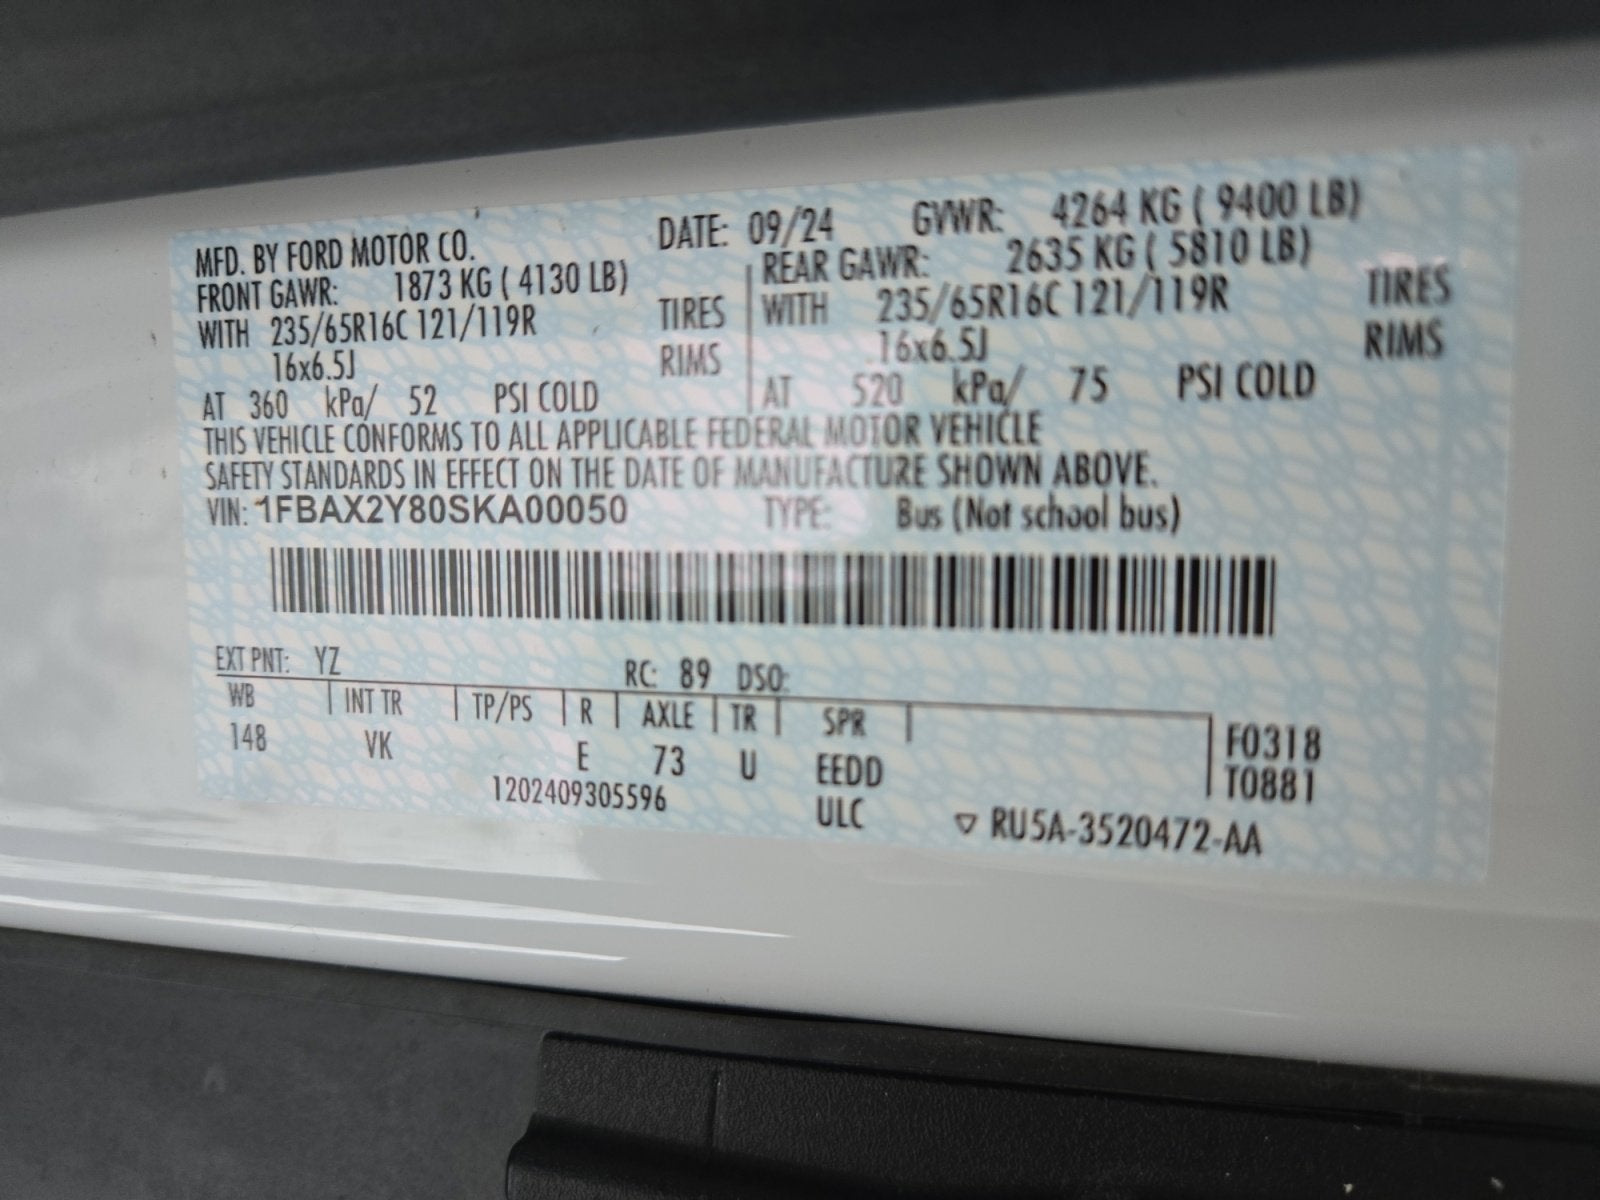 MFD. BY FORD MOTOR CO. DATE: 09/24 GVWR: 4264 KG ( 9400 LB)
FRONT GAWR: 1873 KG ( 4130 LB) REAR GAWR: 2635 KG ( 5810 LB)
WITH 235/65R16C 121/119R TIRES WITH 235/65R16C 121/119R TIRES
16x6.5J RIMS 16x6.5J RIMS
AT 360 kPa/ 52 PSI COLD AT 520 kPa/ 75 PSI COLD
THIS VEHICLE CONFORMS TO ALL APPLICABLE FEDERAL MOTOR VEHICLE
SAFETY STANDARDS IN EFFECT ON THE DATE OF MANUFACTURE SHOWN ABOVE.
VIN: 1FBAX2Y80SKA00050 TYPE: Bus (Not school bus)
EXT PNT: YZ RC: 89 DSO:
WB INT TR TP/PS R AXLE TR SPR
148 VK E 73 U EEDD F0318
1202409305596 ULC T0881
▽ RU5A-3520472-AA